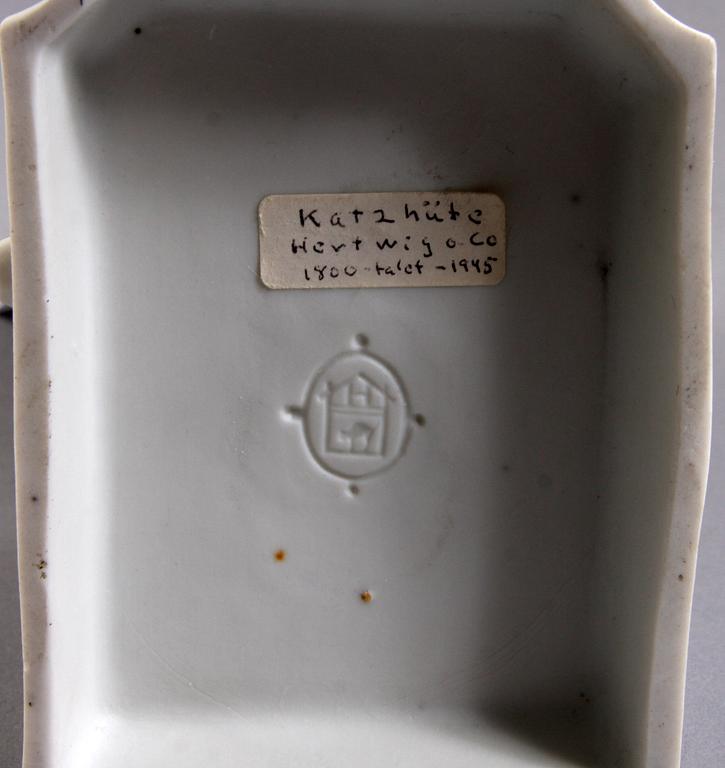 Katzhüte
Hertwig o Co
1800-talet - 1945
H